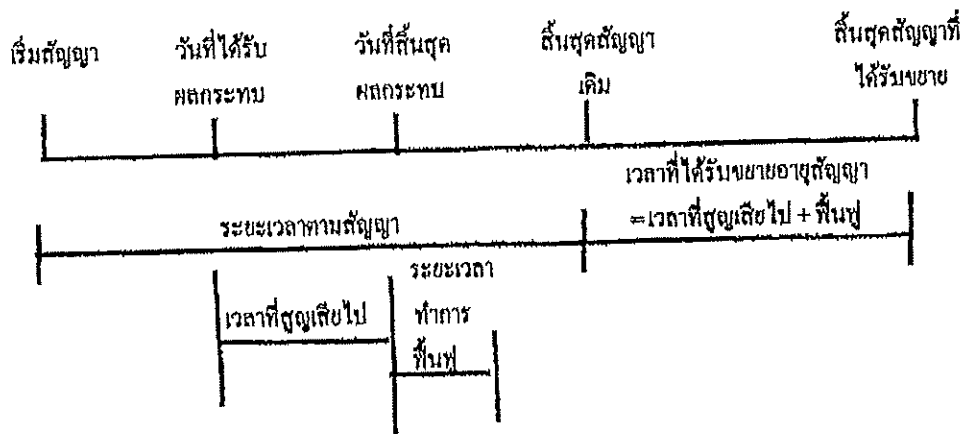 เริ่มสัญญา
วันที่ได้รับ
ผลกระทบ
วันที่สิ้นสุด
ผลกระทบ
สิ้นสุดสัญญา
เดิม
สิ้นสุดสัญญาที่
ได้รับขยาย
เวลาที่ได้รับขยายอายุสัญญา
=เวลาที่สูญเสียไป + ฟื้นฟู
ระยะเวลาตามสัญญา
เวลาที่สูญเสียไป
ระยะเวลา
ทำการ
ฟื้นฟู